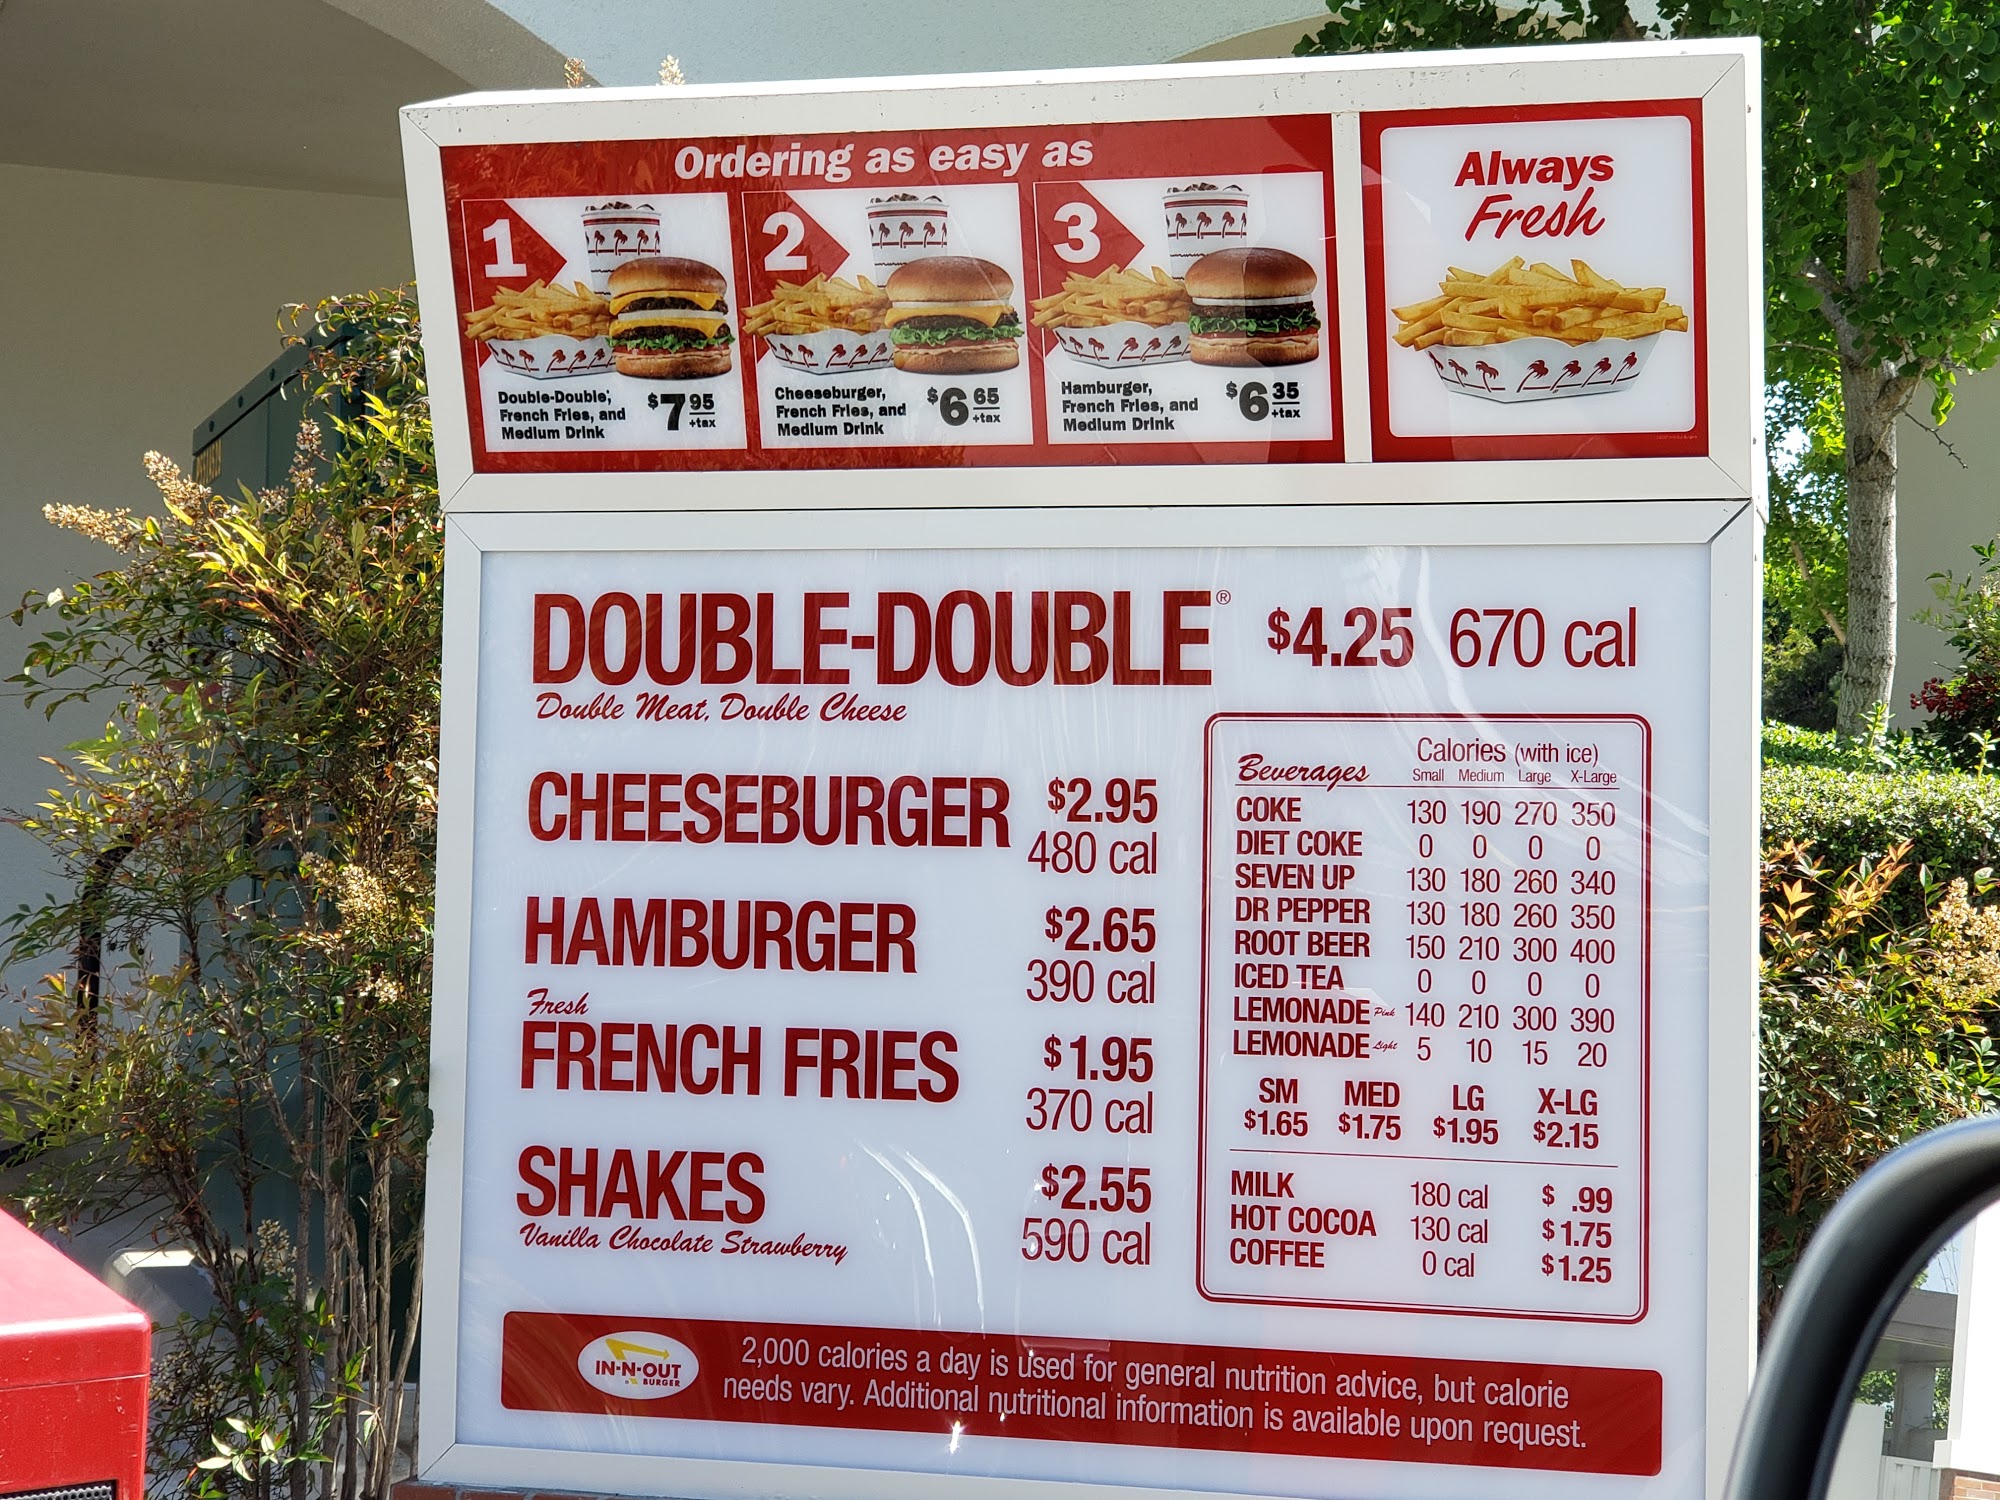 Ordering as easy as
1
Double-Double,
French Fries, and
Medium Drink
$7 95
+tax
2
Cheeseburger,
French Fries, and
Medium Drink
$6 65
+tax
3
Hamburger,
French Fries, and
Medium Drink
$6 35
+tax
Always
Fresh
DOUBLE-DOUBLE® $4.25 670 cal
Double Meat, Double Cheese
CHEESEBURGER $2.95
480 cal
HAMBURGER $2.65
390 cal
Fresh
FRENCH FRIES $1.95
370 cal
SHAKES $2.55
Vanilla Chocolate Strawberry 590 cal
Calories (with ice)
Beverages Small Medium Large X-Large
COKE 130 190 270 350
DIET COKE 0 0 0 0
SEVEN UP 130 180 260 340
DR PEPPER 130 180 260 350
ROOT BEER 150 210 300 400
ICED TEA 0 0 0 0
LEMONADE Pink 140 210 300 390
LEMONADE Light 5 10 15 20
SM MED LG X-LG
$1.65 $1.75 $1.95 $2.15
MILK 180 cal $ .99
HOT COCOA 130 cal $1.75
COFFEE 0 cal $1.25
IN-N-OUT
BURGER
2,000 calories a day is used for general nutrition advice, but calorie
needs vary. Additional nutritional information is available upon request.